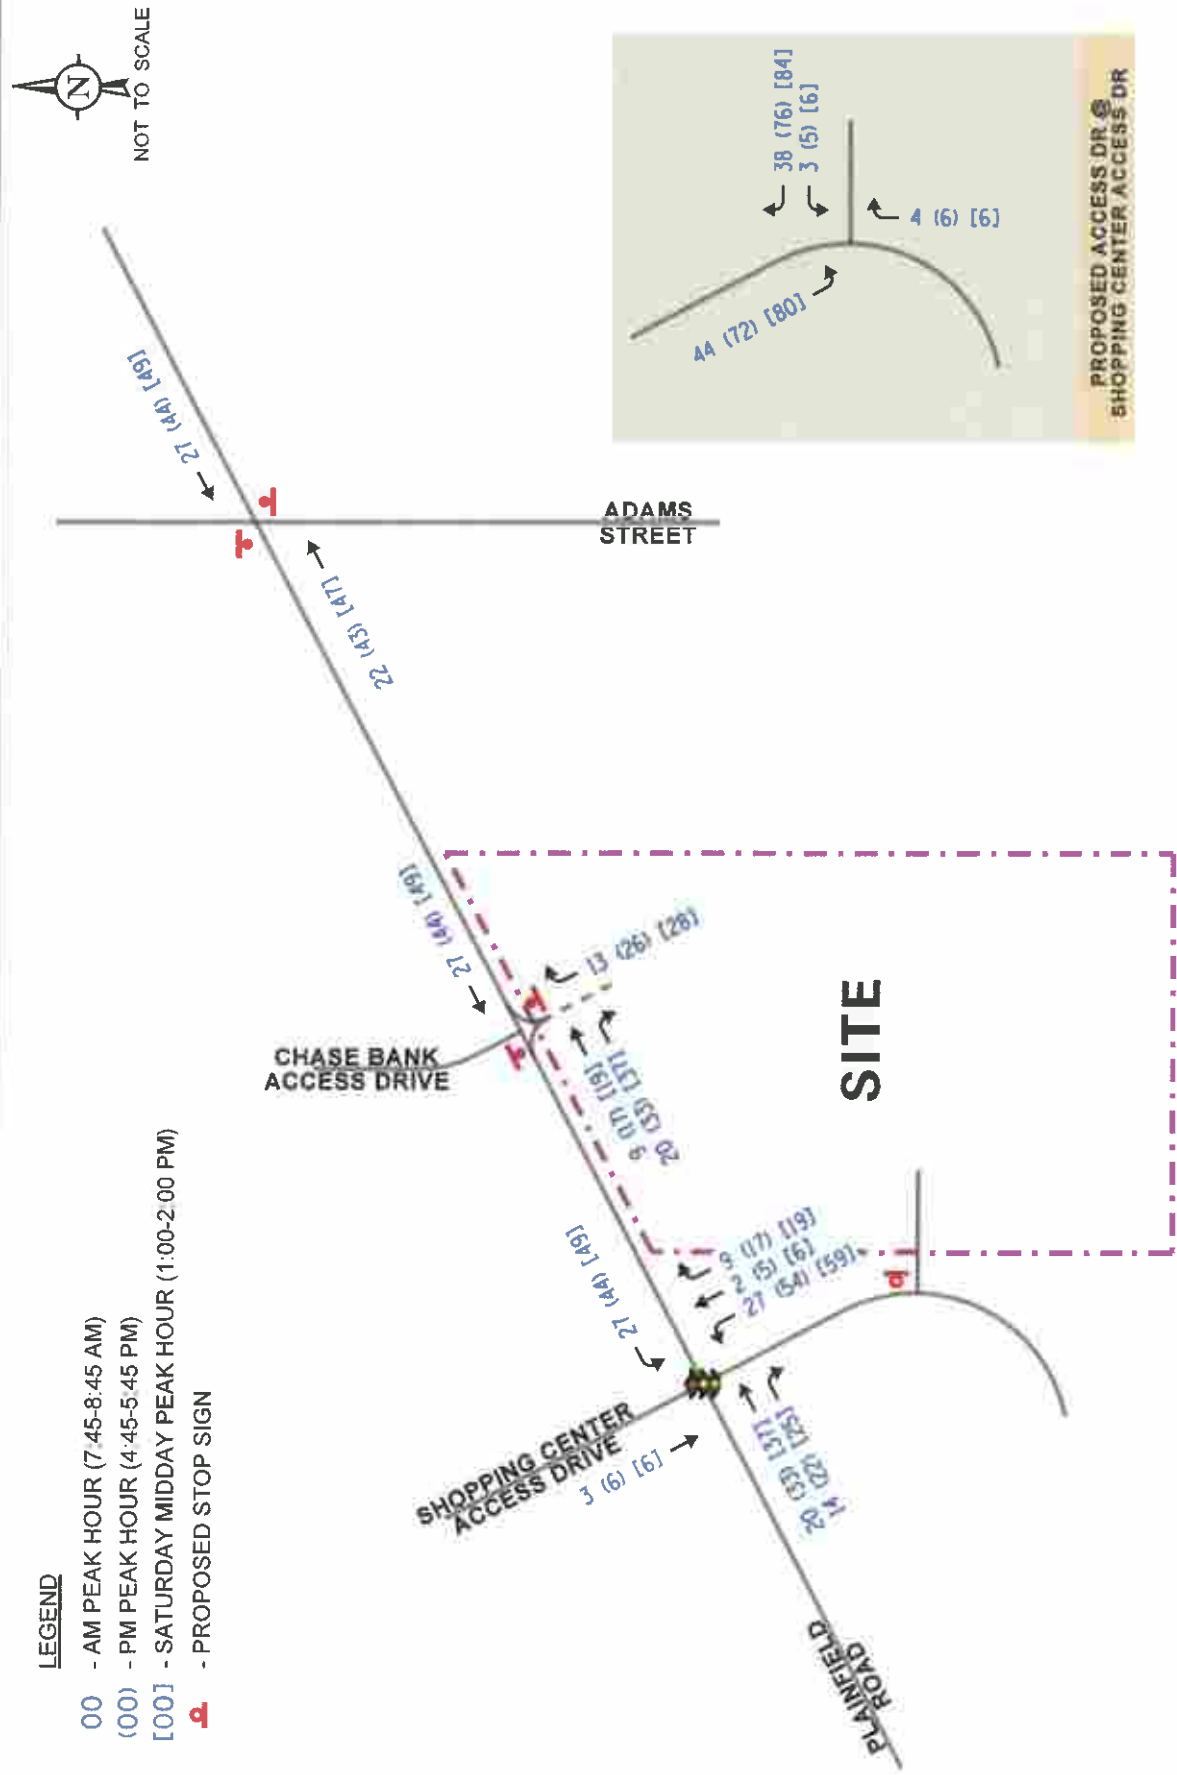 N
NOT TO SCALE
LEGEND
00 - AM PEAK HOUR (7:45-8:45 AM)
(00) - PM PEAK HOUR (4:45-5:45 PM)
[00] - SATURDAY MIDDAY PEAK HOUR (1:00-2:00 PM)
- PROPOSED STOP SIGN
CHASE BANK
ACCESS DRIVE
27 (44) [49]
27 (44) [49]
22 (43) [47]
ADAMS
STREET
SHOPPING CENTER
ACCESS DRIVE
3 (6) [6]
27 (44) [49]
9 (17) [19]
2 (5) [6]
27 (54) [59]
20 (33) [37]
14 (22) [25]
9 (17) [19]
20 (33) [37]
13 (26) [28]
PLAINFIELD
ROAD
SITE
44 (72) [80]
38 (76) [84]
3 (5) [6]
4 (6) [6]
PROPOSED ACCESS DR @
SHOPPING CENTER ACCESS DR